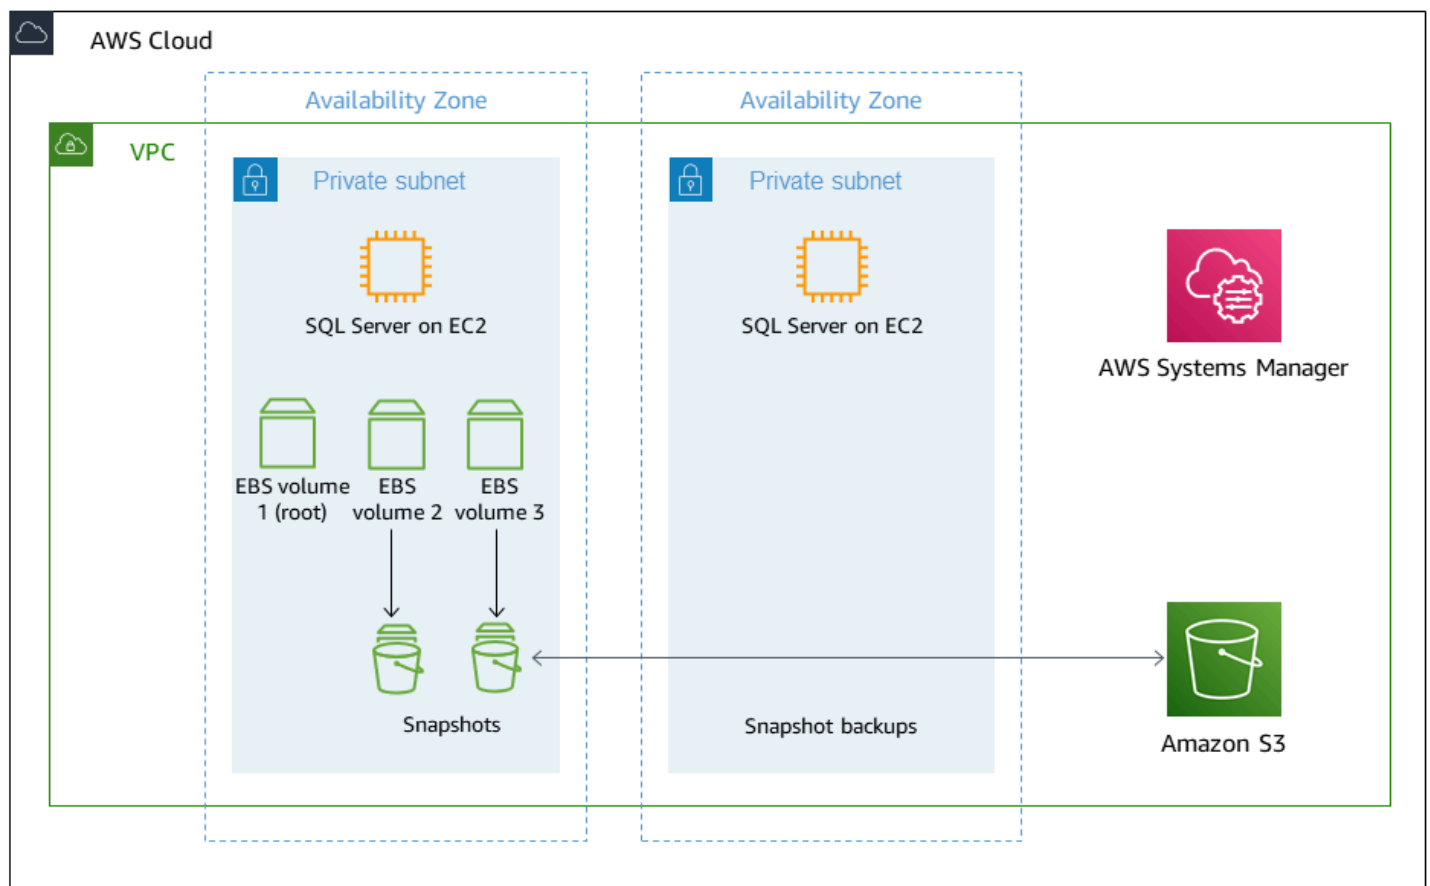 AWS Cloud
Availability Zone
Availability Zone
VPC
Private subnet
Private subnet
SQL Server on EC2
SQL Server on EC2
AWS Systems Manager
EBS volume
1 (root)
EBS
volume 2
EBS
volume 3
Snapshots
Snapshot backups
Amazon S3